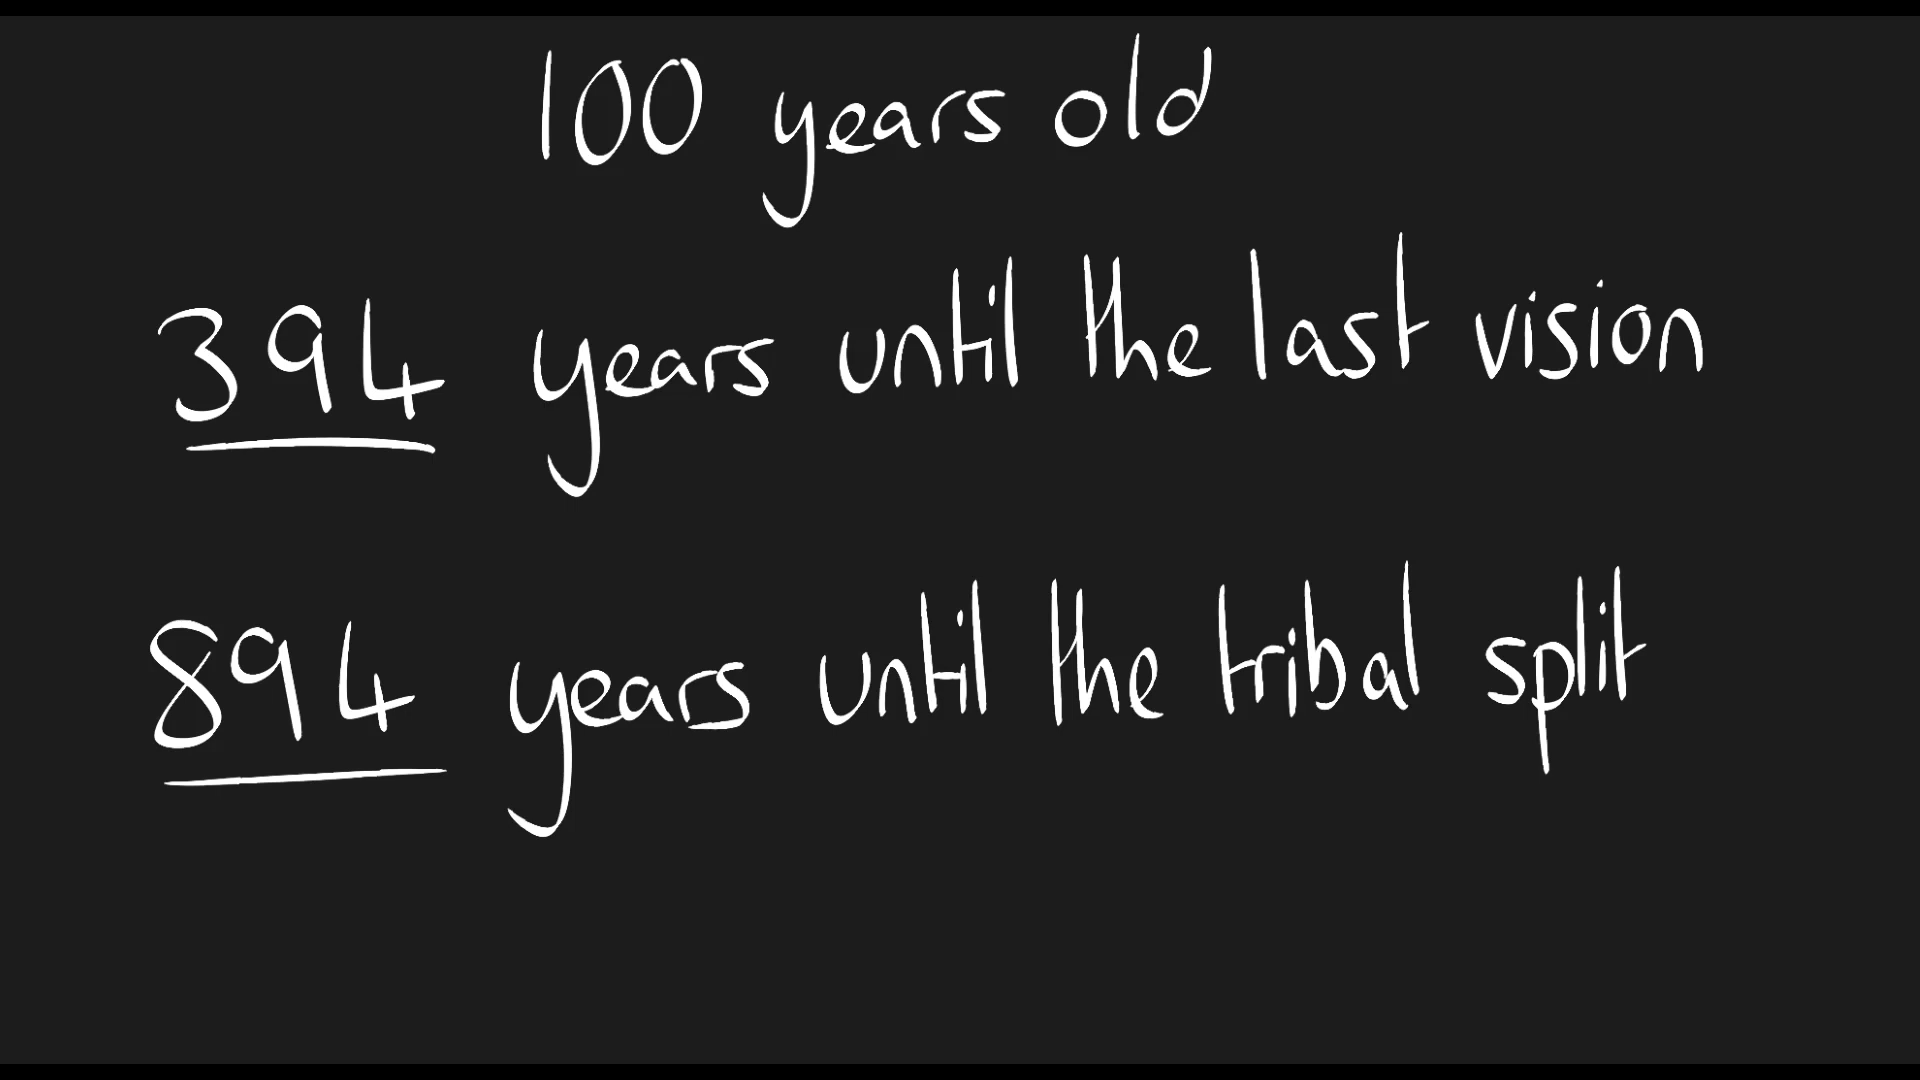 100 years old
394 years until the last vision
894 years until the tribal split